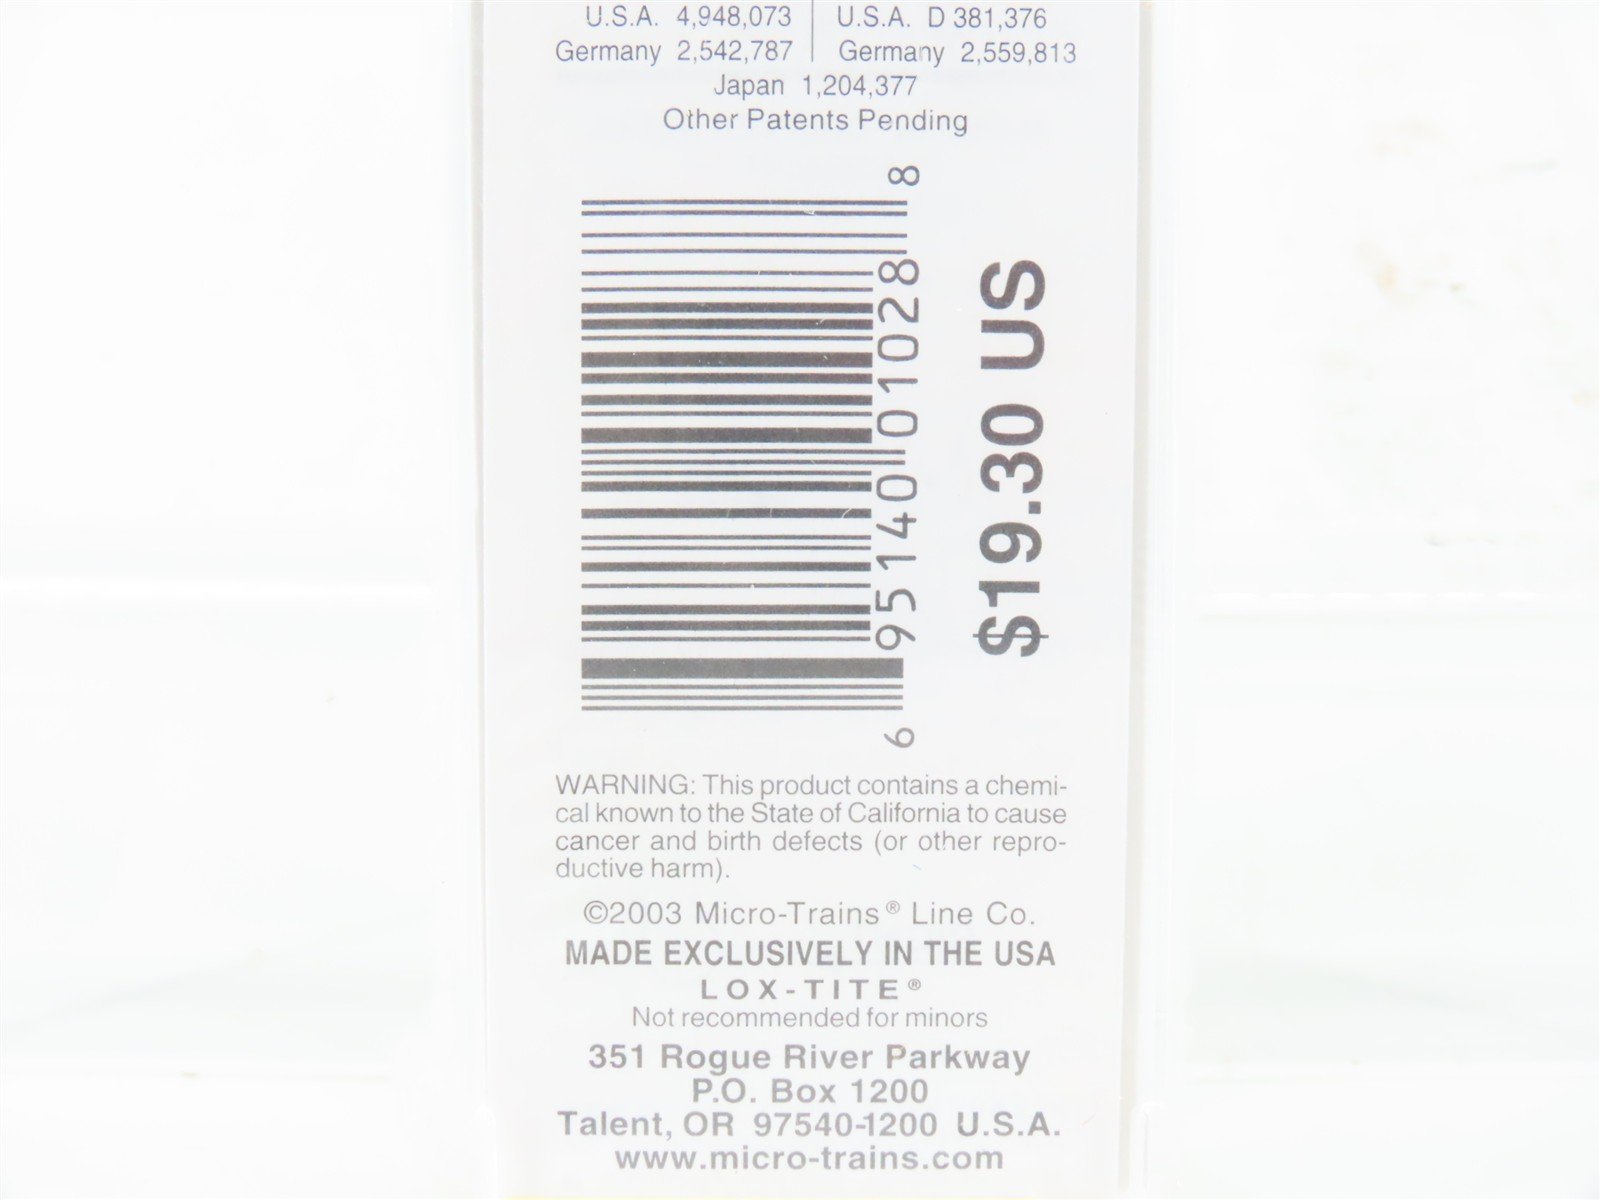 U.S.A. 4,948,073 | U.S.A. D 381,376
Germany 2,542,787 | Germany 2,559,813
Japan 1,204,377
Other Patents Pending
6 95140 01028 8
$19.30 US
WARNING: This product contains a chemi-
cal known to the State of California to cause
cancer and birth defects (or other repro-
ductive harm).
©2003 Micro-Trains® Line Co.
MADE EXCLUSIVELY IN THE USA
LOX-TITE®
Not recommended for minors
351 Rogue River Parkway
P.O. Box 1200
Talent, OR 97540-1200 U.S.A.
www.micro-trains.com